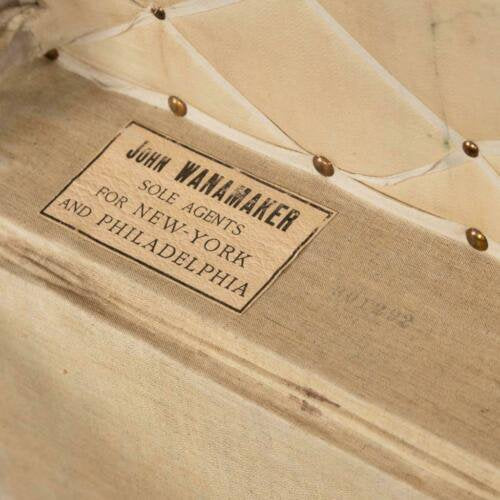 JOHN WANAMAKER
SOLE AGENTS
FOR NEW-YORK
AND PHILADELPHIA